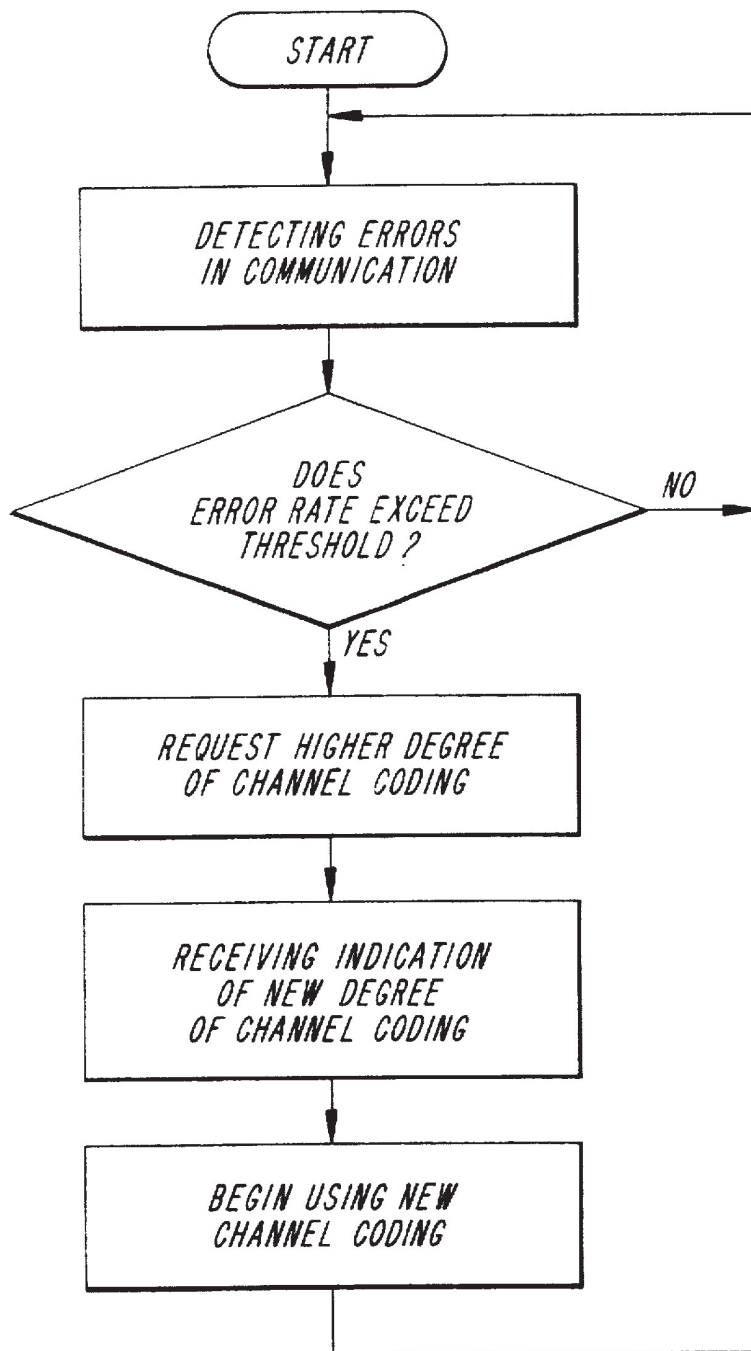 START
DETECTING ERRORS
IN COMMUNICATION
DOES
ERROR RATE EXCEED
THRESHOLD ?
NO
YES
REQUEST HIGHER DEGREE
OF CHANNEL CODING
RECEIVING INDICATION
OF NEW DEGREE
OF CHANNEL CODING
BEGIN USING NEW
CHANNEL CODING